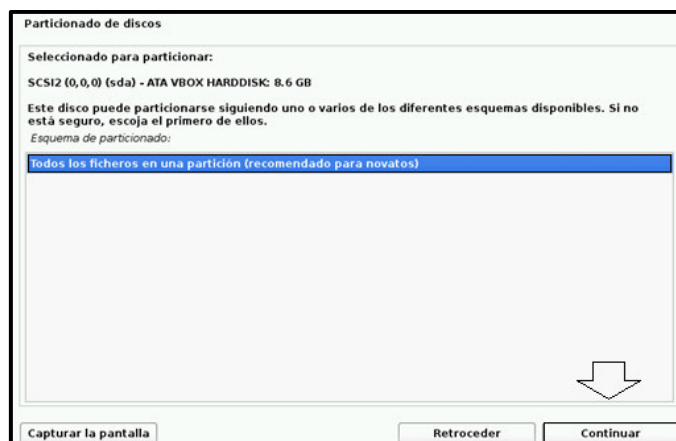 Particionado de discos
Seleccionado para particionar:
SCSI2 (0,0,0) (sda) - ATA VBOX HARDDISK: 8.6 GB
Este disco puede particionarse siguiendo uno o varios de los diferentes esquemas disponibles. Si no
está seguro, escoja el primero de ellos.
Esquema de particionado:
Todos los ficheros en una partición (recomendado para novatos)
Capturar la pantalla
Retroceder
Continuar